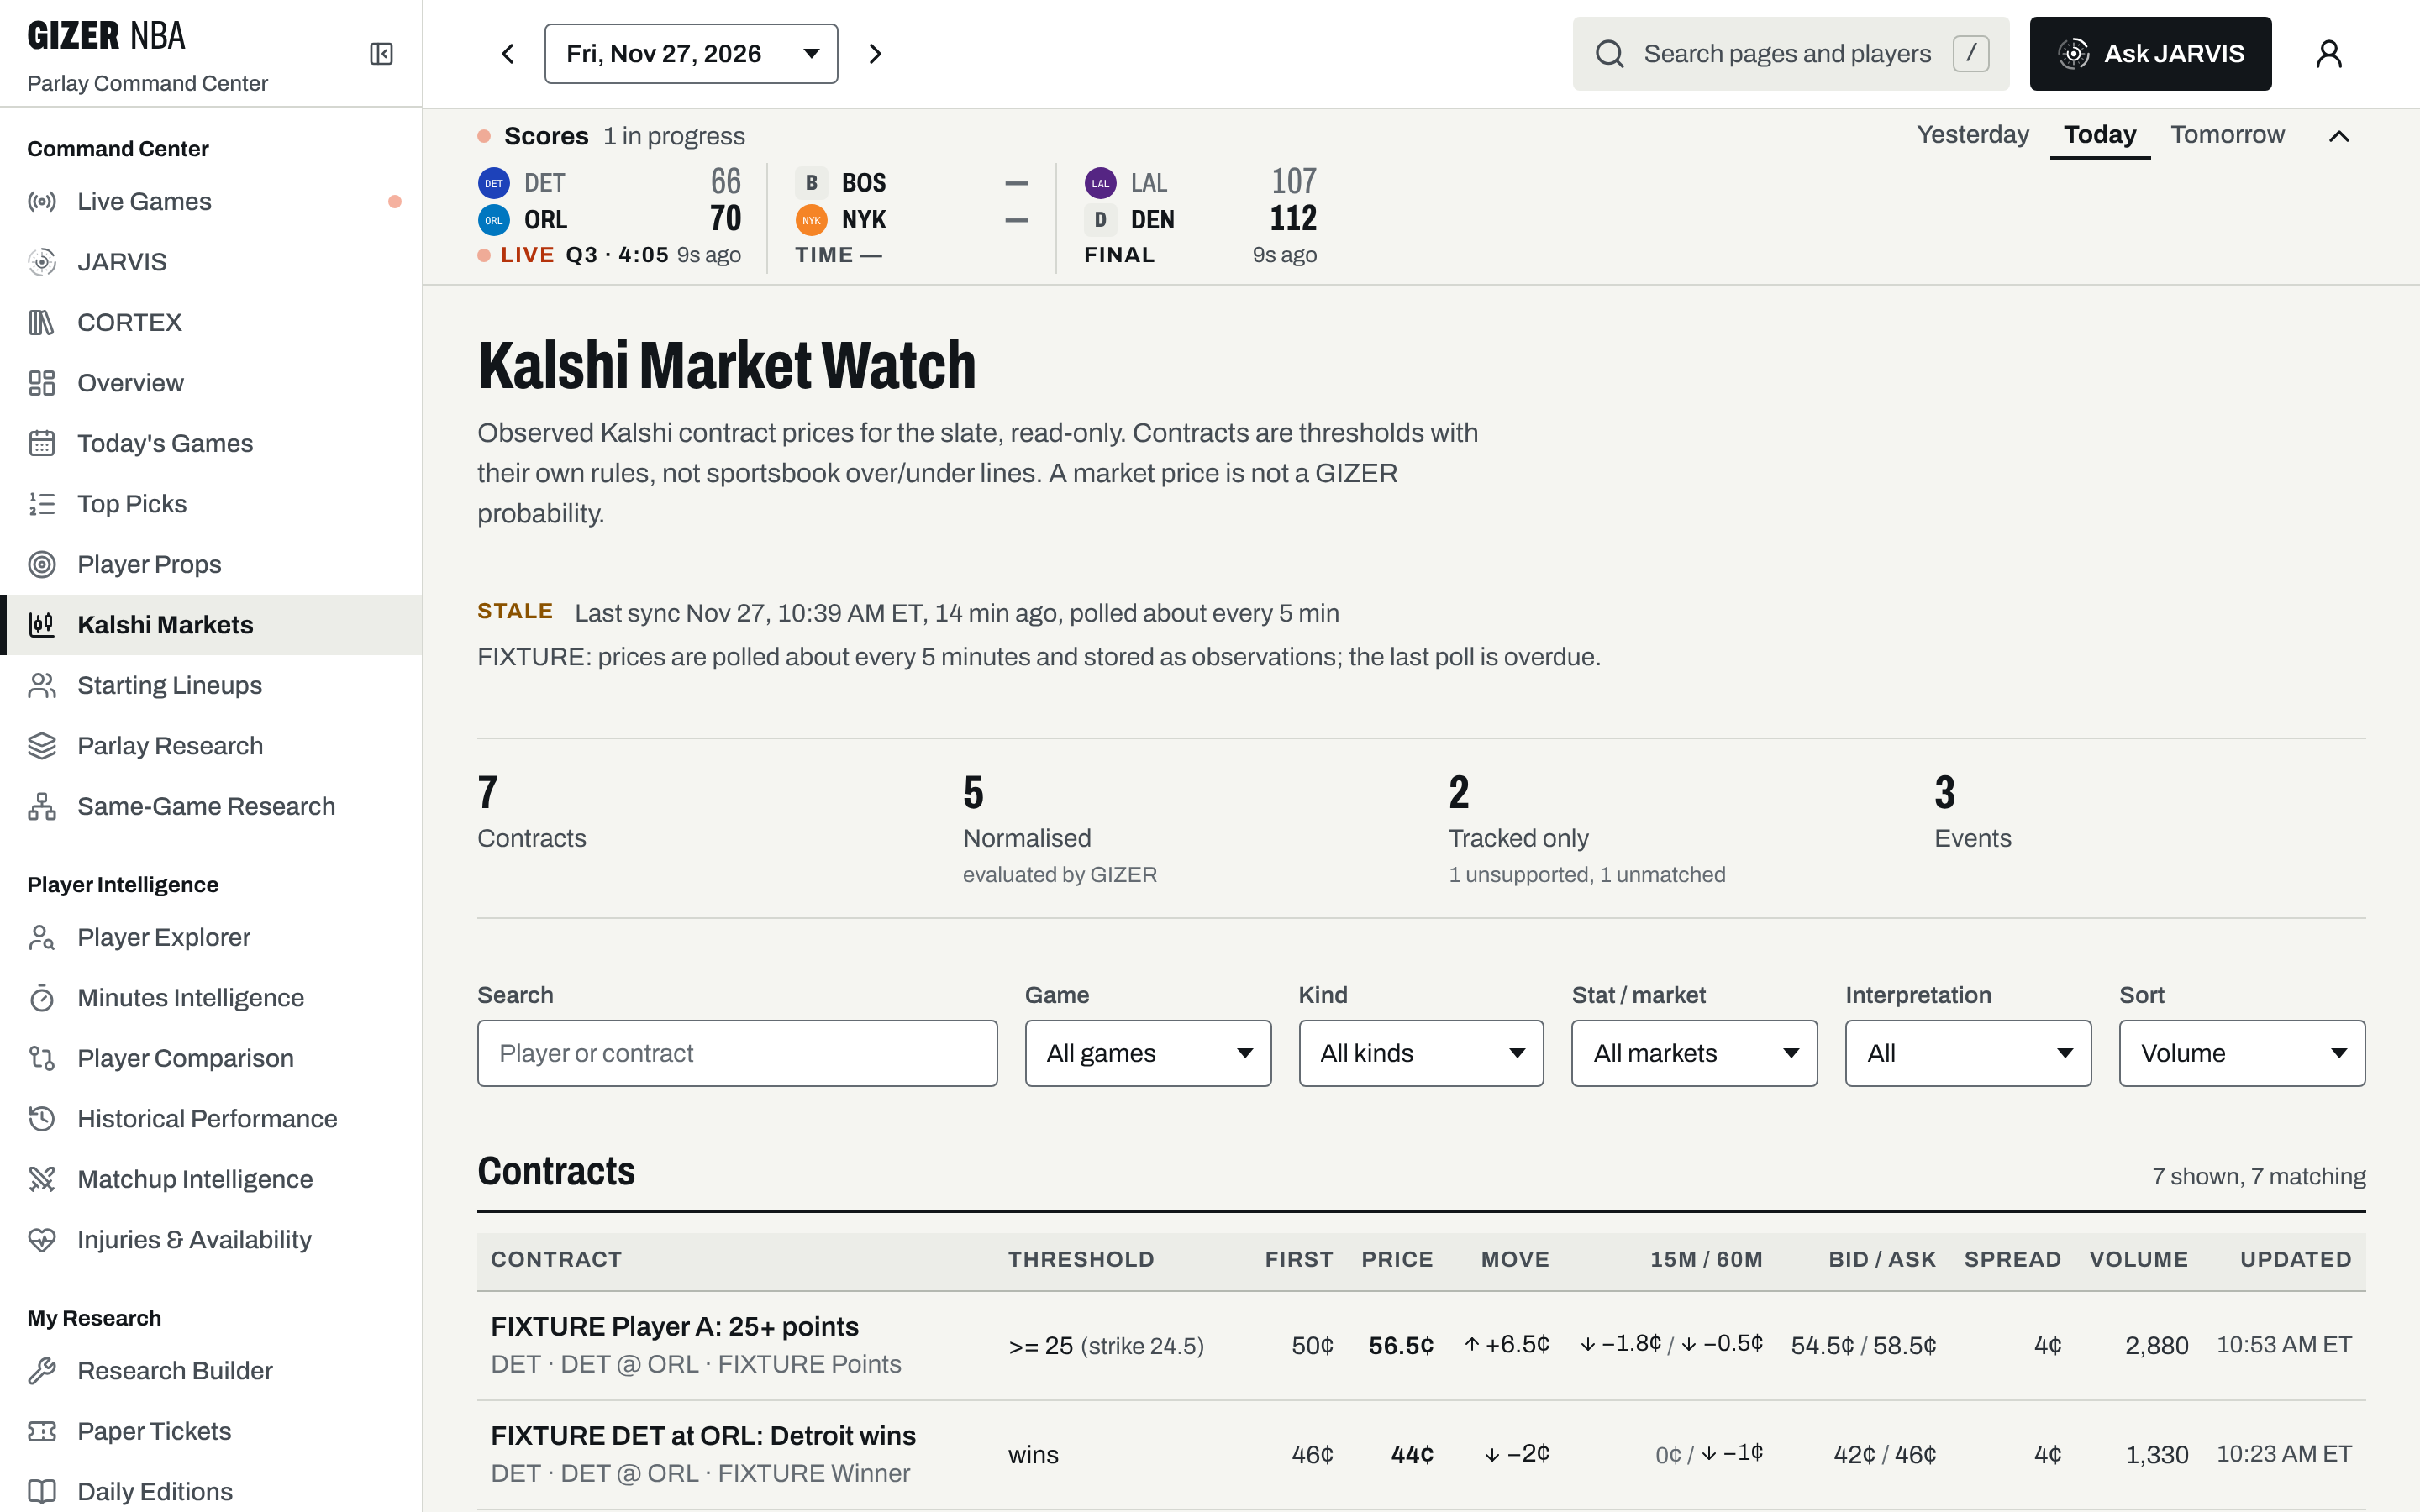 GIZER NBA
Parlay Command Center
Command Center
Live Games
JARVIS
CORTEX
Overview
Today's Games
Top Picks
Player Props
Kalshi Markets
Starting Lineups
Parlay Research
Same-Game Research
Player Intelligence
Player Explorer
Minutes Intelligence
Player Comparison
Historical Performance
Matchup Intelligence
Injuries & Availability
My Research
Research Builder
Paper Tickets
Daily Editions
Fri, Nov 27, 2026
Search pages and players /
Ask JARVIS
Scores 1 in progress
Yesterday Today Tomorrow
DET DET 66
ORL ORL 70
LIVE Q3 · 4:05 9s ago
B BOS —
NYK NYK —
TIME —
LAL LAL 107
D DEN 112
FINAL 9s ago
Kalshi Market Watch
Observed Kalshi contract prices for the slate, read-only. Contracts are thresholds with
their own rules, not sportsbook over/under lines. A market price is not a GIZER
probability.
STALE Last sync Nov 27, 10:39 AM ET, 14 min ago, polled about every 5 min
FIXTURE: prices are polled about every 5 minutes and stored as observations; the last poll is overdue.
7
Contracts
5
Normalised
evaluated by GIZER
2
Tracked only
1 unsupported, 1 unmatched
3
Events
Search
Player or contract
Game
All games
Kind
All kinds
Stat / market
All markets
Interpretation
All
Sort
Volume
Contracts
7 shown, 7 matching
CONTRACT THRESHOLD FIRST PRICE MOVE 15M / 60M BID / ASK SPREAD VOLUME UPDATED
FIXTURE Player A: 25+ points
DET · DET @ ORL · FIXTURE Points
>= 25 (strike 24.5) 50¢ 56.5¢ ↑ +6.5¢ ↓ −1.8¢ / ↓ −0.5¢ 54.5¢ / 58.5¢ 4¢ 2,880 10:53 AM ET
FIXTURE DET at ORL: Detroit wins
DET · DET @ ORL · FIXTURE Winner
wins 46¢ 44¢ ↓ −2¢ 0¢ / ↓ −1¢ 42¢ / 46¢ 4¢ 1,330 10:23 AM ET